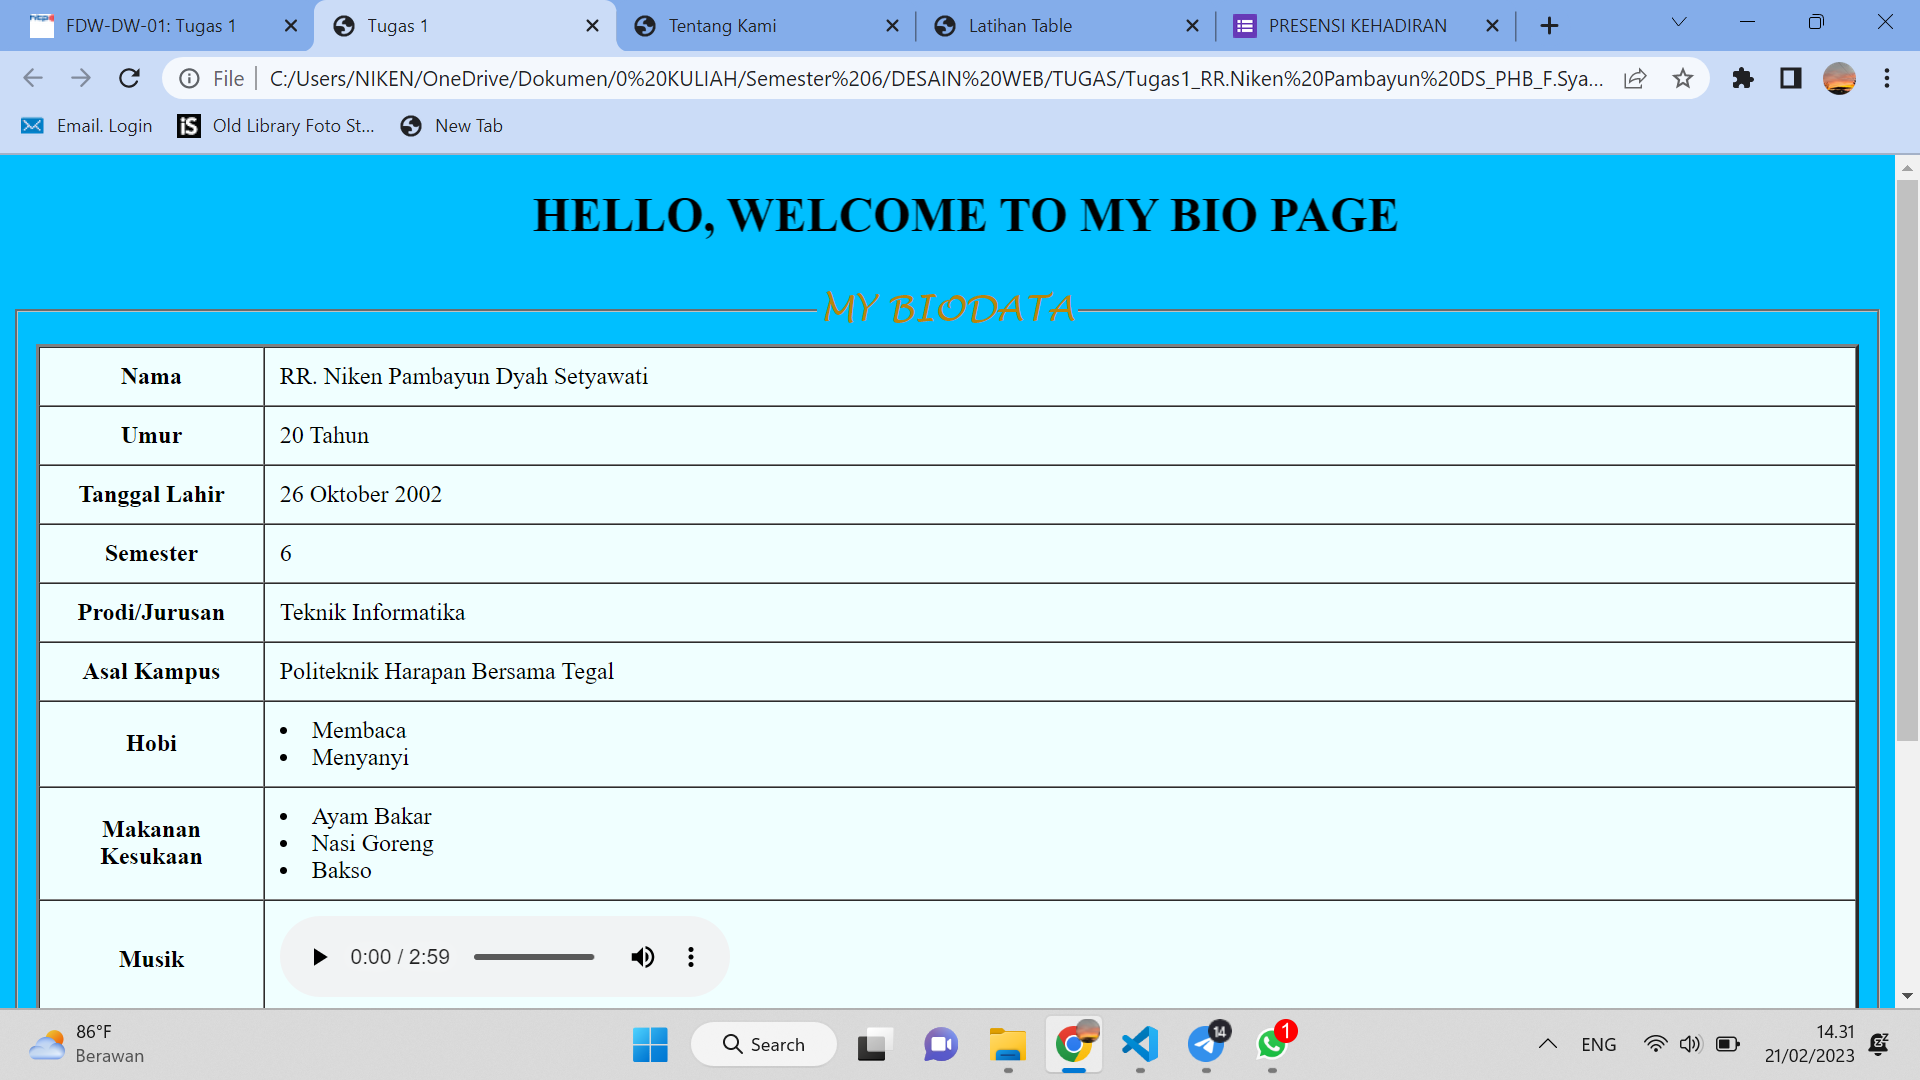 FDW-DW-01: Tugas 1
Tugas 1
Tentang Kami
Latihan Table
PRESENSI KEHADIRAN
File
C:/Users/NIKEN/OneDrive/Dokumen/0%20KULIAH/Semester%206/DESAIN%20WEB/TUGAS/Tugas1_RR.Niken%20Pambayun%20DS_PHB_F.Sya...
Email. Login
iS
Old Library Foto St...
New Tab
HELLO, WELCOME TO MY BIO PAGE
MY BIODATA
Nama RR. Niken Pambayun Dyah Setyawati
Umur 20 Tahun
Tanggal Lahir 26 Oktober 2002
Semester 6
Prodi/Jurusan Teknik Informatika
Asal Kampus Politeknik Harapan Bersama Tegal
Hobi
• Membaca
• Menyanyi
Makanan
Kesukaan
• Ayam Bakar
• Nasi Goreng
• Bakso
Musik
0:00 / 2:59
86°F
Berawan
Search
14
1
ENG
14.31
21/02/2023